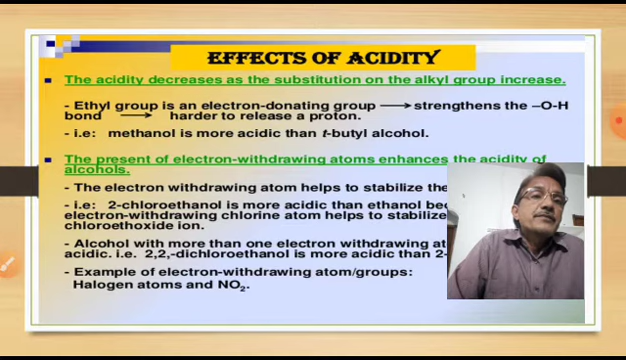 EFFECTS OF ACIDITY
The acidity decreases as the substitution on the alkyl group increase.
- Ethyl group is an electron-donating group → strengthens the –O-H
bond → harder to release a proton.
- i.e: methanol is more acidic than t-butyl alcohol.
The present of electron-withdrawing atoms enhances the acidity of
alcohols.
- The electron withdrawing atom helps to stabilize the
- i.e: 2-chloroethanol is more acidic than ethanol bec
electron-withdrawing chlorine atom helps to stabilize
chloroethoxide ion.
- Alcohol with more than one electron withdrawing at
acidic. i.e. 2,2,-dichloroethanol is more acidic than 2-
- Example of electron-withdrawing atom/groups:
Halogen atoms and NO₂.